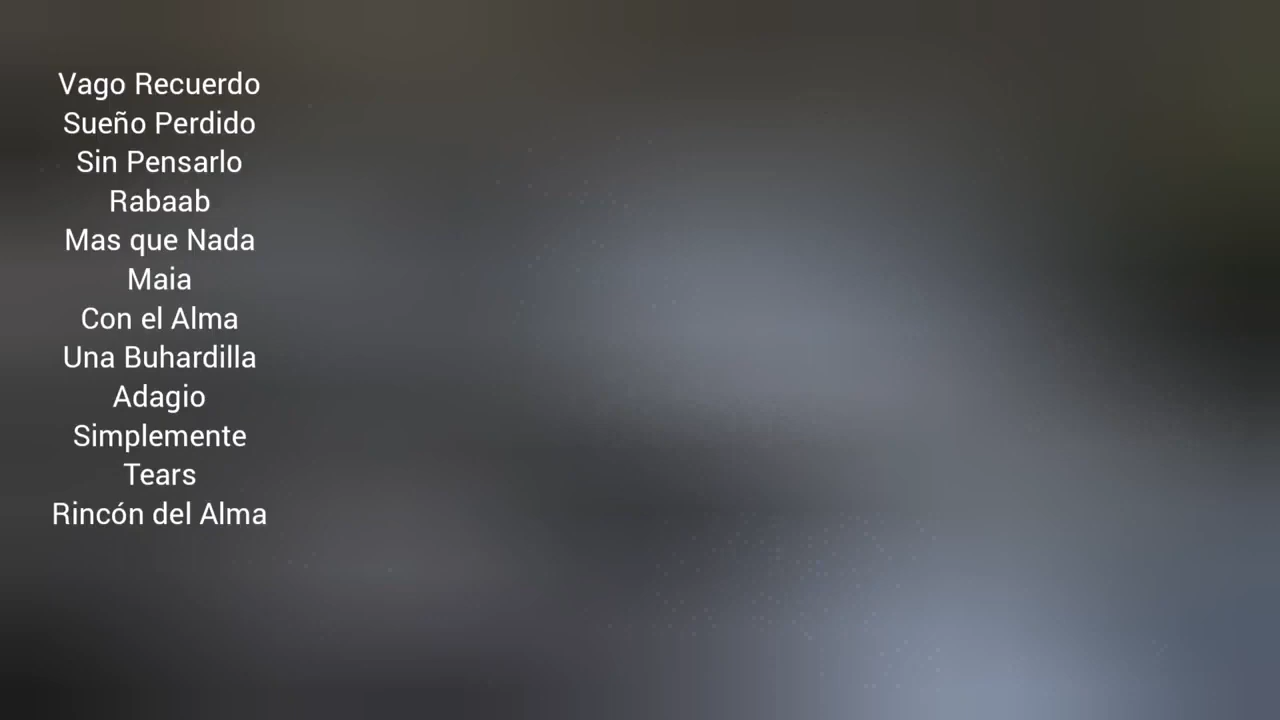 Vago Recuerdo
Sueño Perdido
Sin Pensarlo
Rabaab
Mas que Nada
Maia
Con el Alma
Una Buhardilla
Adagio
Simplemente
Tears
Rincón del Alma